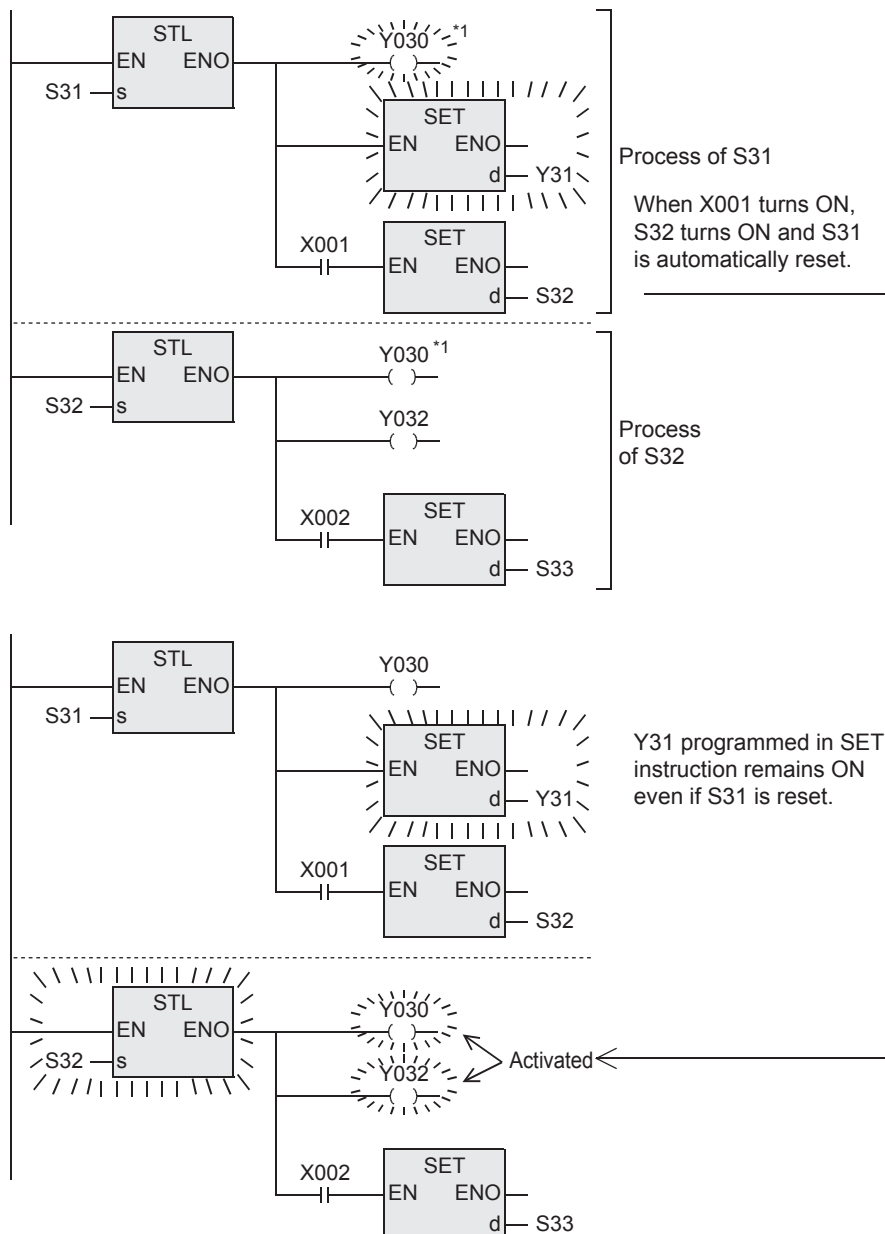 STL
Y030 *1
EN ENO
S31 s
SET
EN ENO
d Y31
X001
SET
EN ENO
d S32
Process of S31
When X001 turns ON,
S32 turns ON and S31
is automatically reset.
STL
Y030 *1
EN ENO
S32 s
Y032
X002
SET
EN ENO
d S33
Process
of S32
STL
Y030
EN ENO
S31 s
SET
EN ENO
d Y31
Y31 programmed in SET
instruction remains ON
even if S31 is reset.
X001
SET
EN ENO
d S32
STL
Y030
EN ENO
S32 s
Y032
Activated
X002
SET
EN ENO
d S33